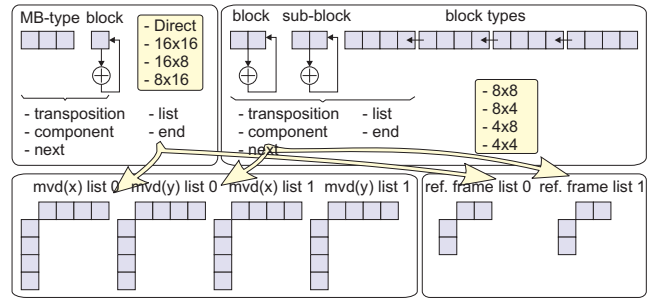 MB-type block
- Direct
- 16x16
- 16x8
- 8x16
- transposition - list
- component - end
- next
block sub-block block types
- 8x8
- 8x4
- 4x8
- 4x4
- transposition - list
- component - end
- next
mvd(x) list 0 mvd(y) list 0 mvd(x) list 1 mvd(y) list 1
ref. frame list 0 ref. frame list 1